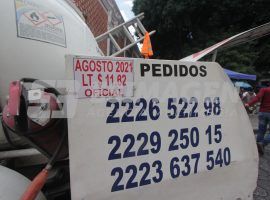 AGOSTO 2021
LT $ 11.82
OFICIAL
PEDIDOS
2226 522 98
2229 250 15
2223 637 540